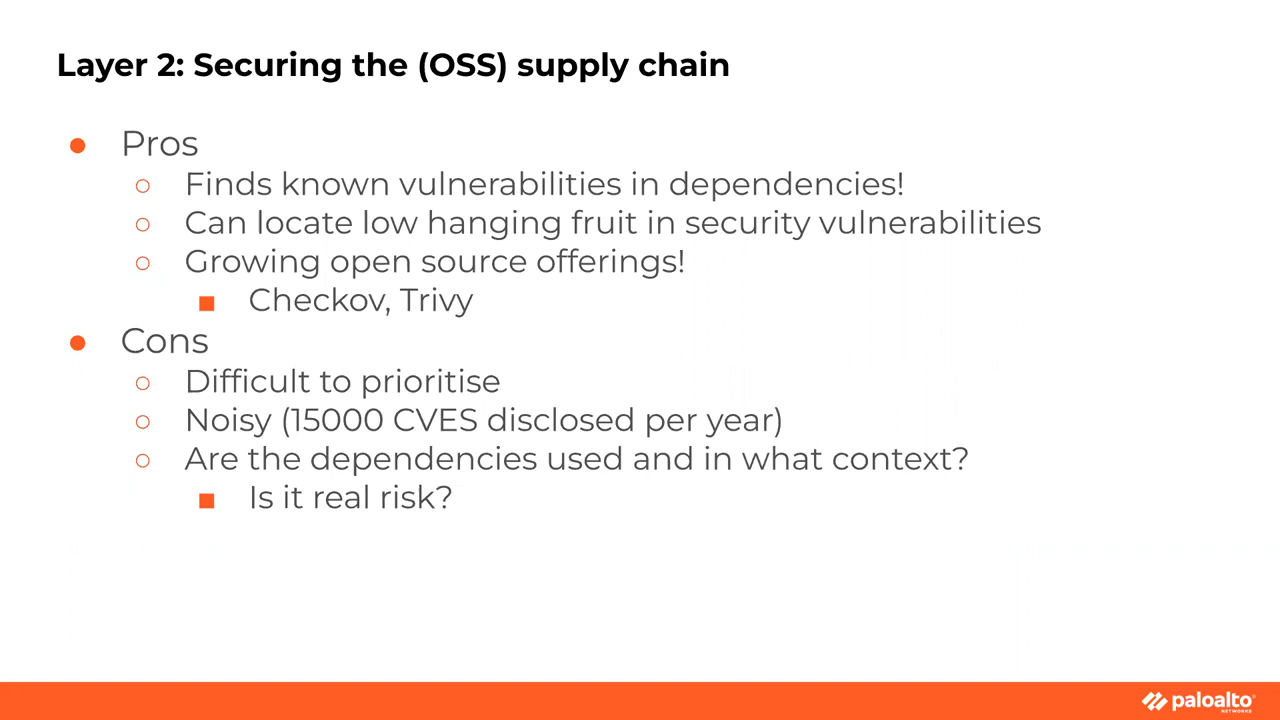 Layer 2: Securing the (OSS) supply chain
Pros
Finds known vulnerabilities in dependencies!
Can locate low hanging fruit in security vulnerabilities
Growing open source offerings!
Checkov, Trivy
Cons
Difficult to prioritise
Noisy (15000 CVES disclosed per year)
Are the dependencies used and in what context?
Is it real risk?
paloalto
NETWORKS